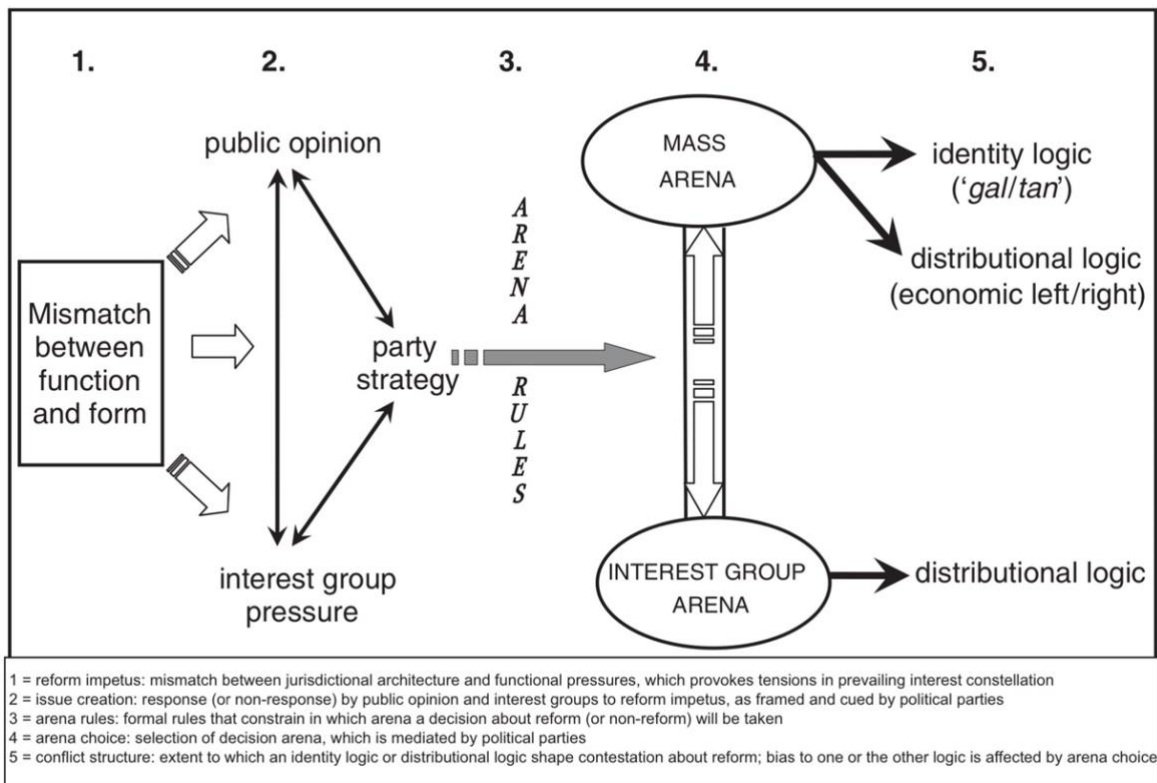 1.
2.
3.
4.
5.
Mismatch
between
function
and form
public opinion
party
strategy
interest group
pressure
ARENA
RULES
MASS
ARENA
INTEREST GROUP
ARENA
identity logic
(‘gal/tan’)
distributional logic
(economic left/right)
distributional logic
1 = reform impetus: mismatch between jurisdictional architecture and functional pressures, which provokes tensions in prevailing interest constellation
2 = issue creation: response (or non-response) by public opinion and interest groups to reform impetus, as framed and cued by political parties
3 = arena rules: formal rules that constrain in which arena a decision about reform (or non-reform) will be taken
4 = arena choice: selection of decision arena, which is mediated by political parties
5 = conflict structure: extent to which an identity logic or distributional logic shape contestation about reform; bias to one or the other logic is affected by arena choice